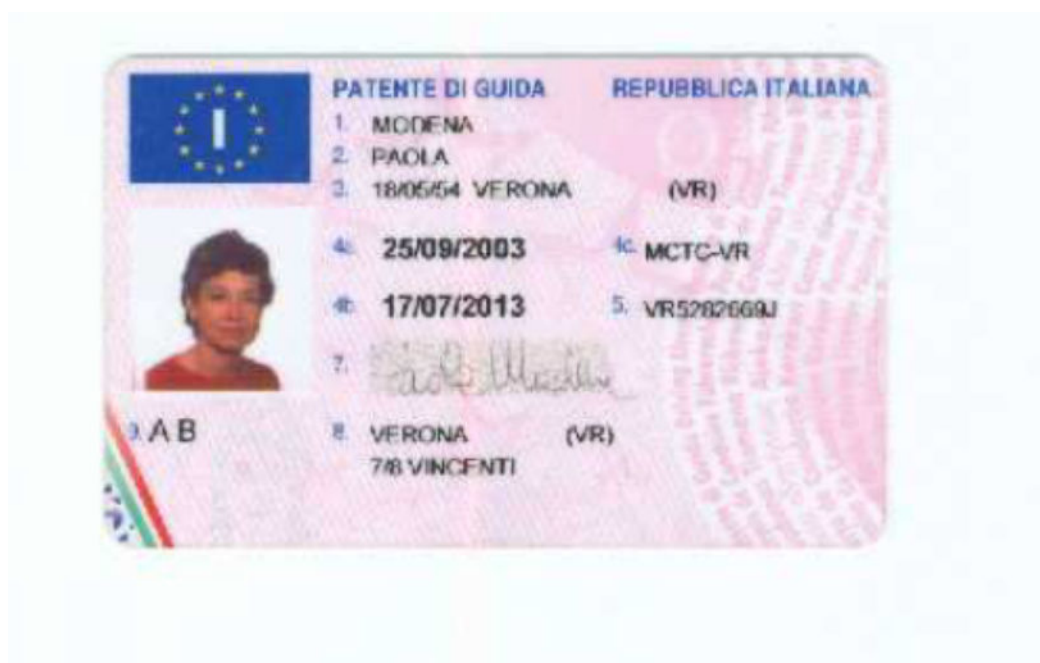 I
PATENTE DI GUIDA REPUBBLICA ITALIANA
1. MODENA
2. PAOLA
3. 18/05/54 VERONA (VR)
4a. 25/09/2003 4c. MCTC-VR
4b. 17/07/2013 5. VR5282669J
7.
9. A B 8. VERONA (VR)
7/8 VINCENTI